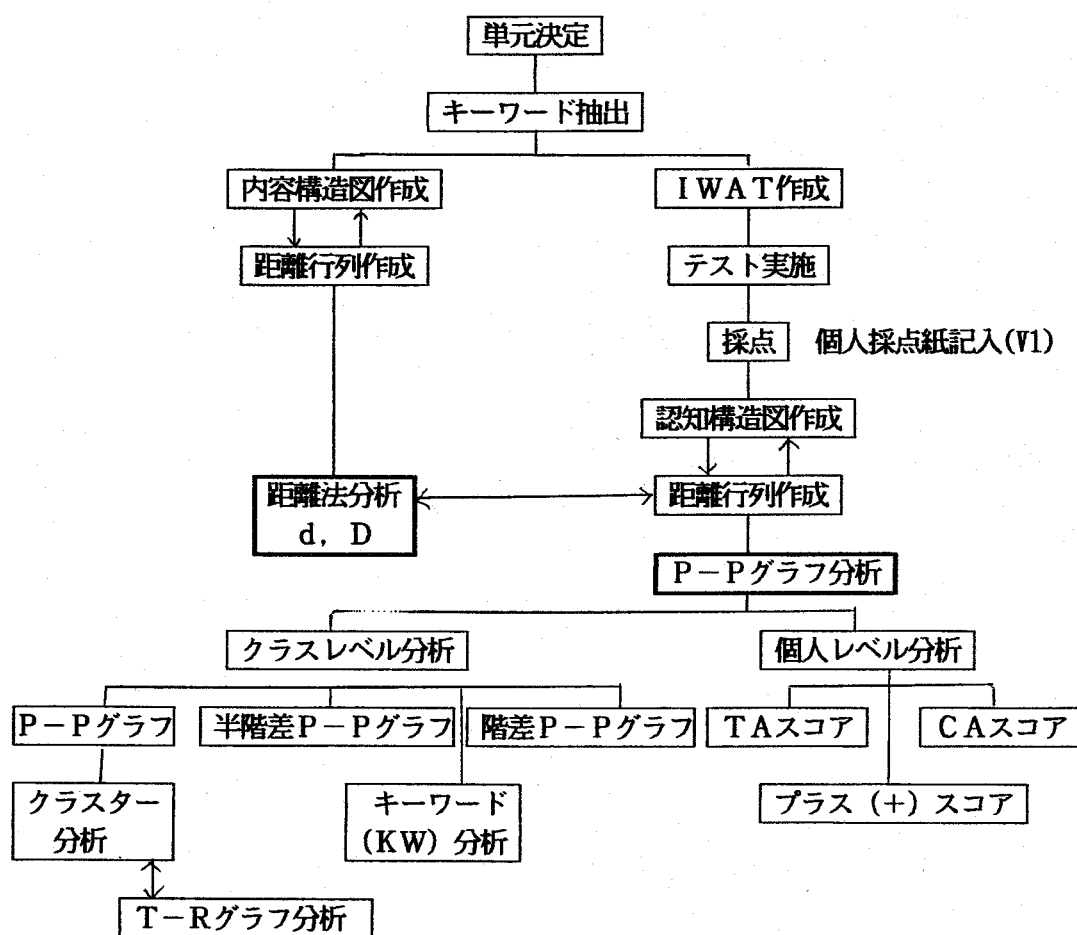 単元決定
キーワード抽出
内容構造図作成
ＩＷＡＴ作成
距離行列作成
テスト実施
採点　個人採点紙記入(V1)
認知構造図作成
距離法分析
ｄ，Ｄ
距離行列作成
Ｐ－Ｐグラフ分析
クラスレベル分析
個人レベル分析
Ｐ－Ｐグラフ
半階差Ｐ－Ｐグラフ
階差Ｐ－Ｐグラフ
ＴＡスコア
ＣＡスコア
クラスター
分析
キーワード
(KW) 分析
プラス (＋) スコア
Ｔ－Ｒグラフ分析